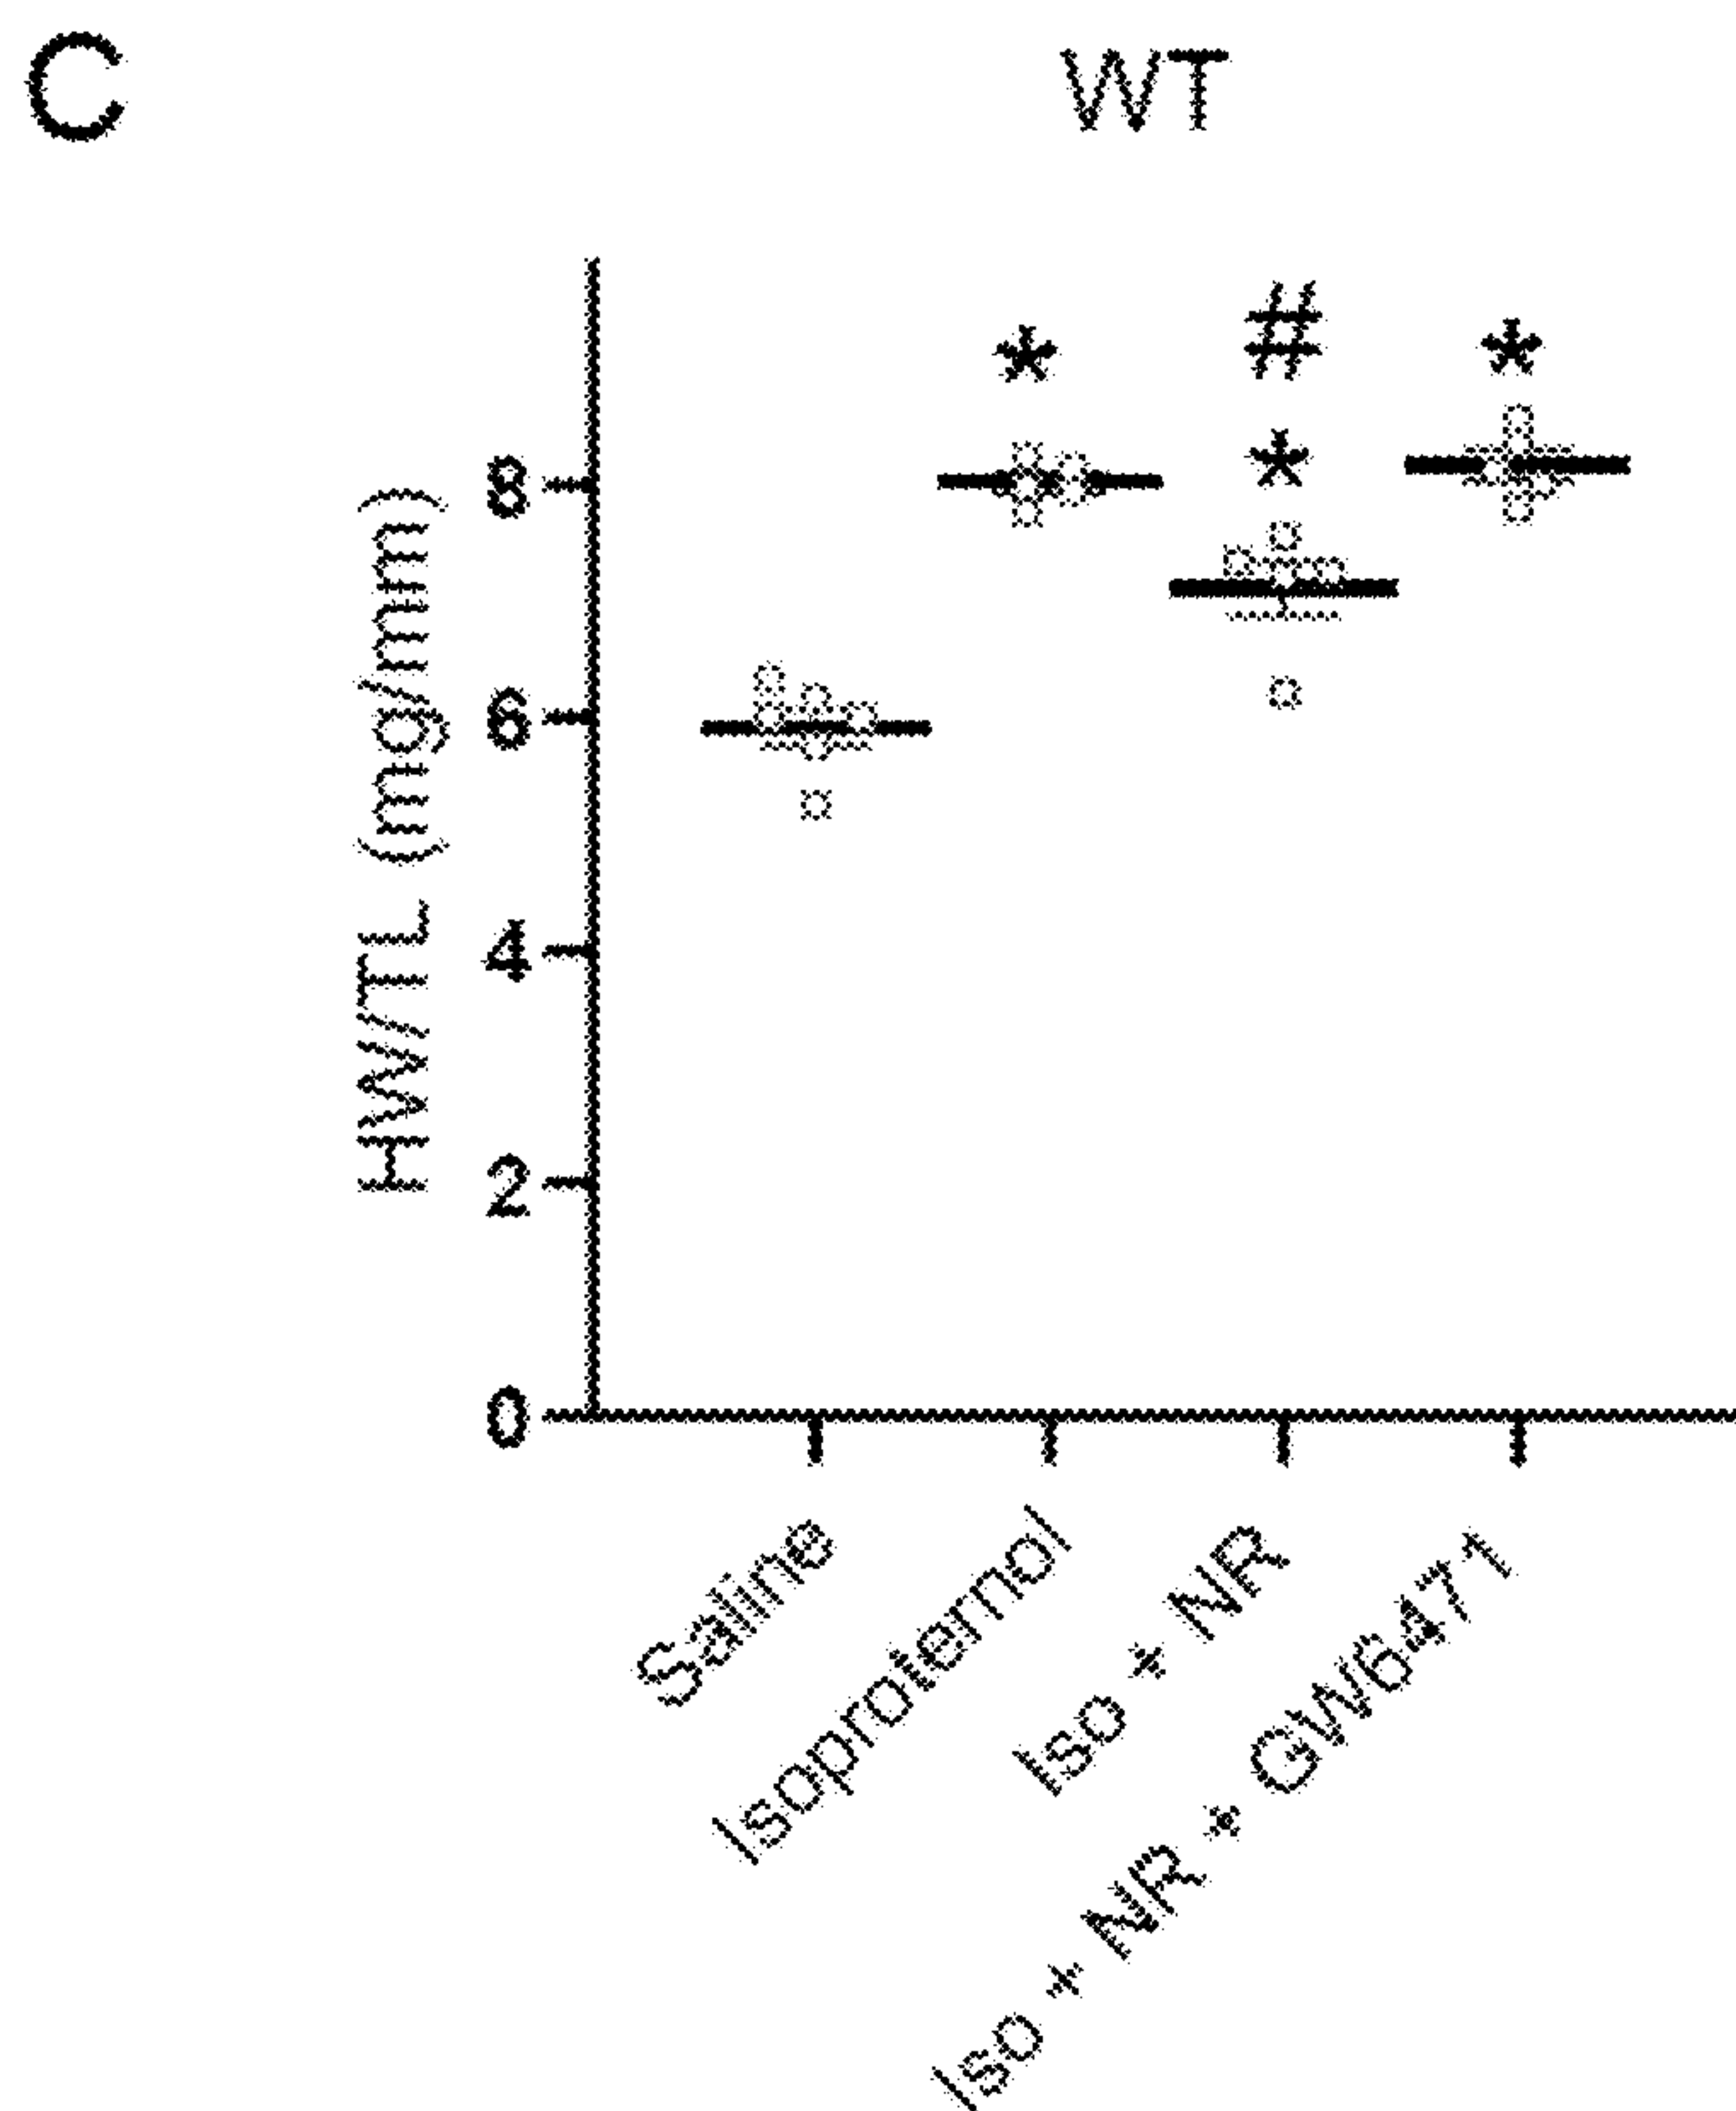 C
WT
#
*
*
*
HW/TL (mg/mm)
8
6
4
2
0
Saline
Isoproternol
Iso + NR
Iso + NR + GW6471